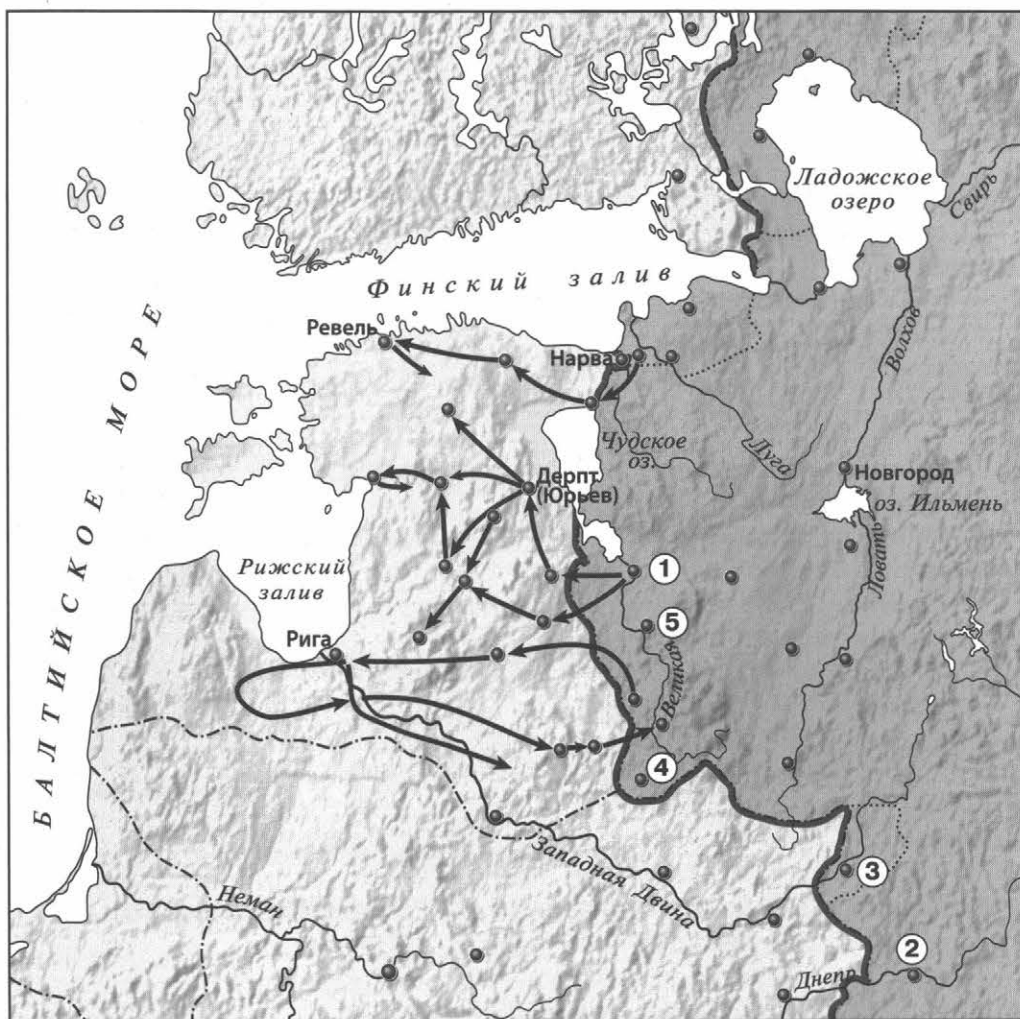 Ладожское
озеро
Свирь
Финский залив
Волхов
Ревель
Нарва
БАЛТИЙСКОЕ МОРЕ
Чудское
оз.
Луга
Новгород
оз. Ильмень
Дерпт
(Юрьев)
Ловать
Рижский
залив
1
5
Рига
Великая
4
Западная Двина
3
Неман
2
Днепр